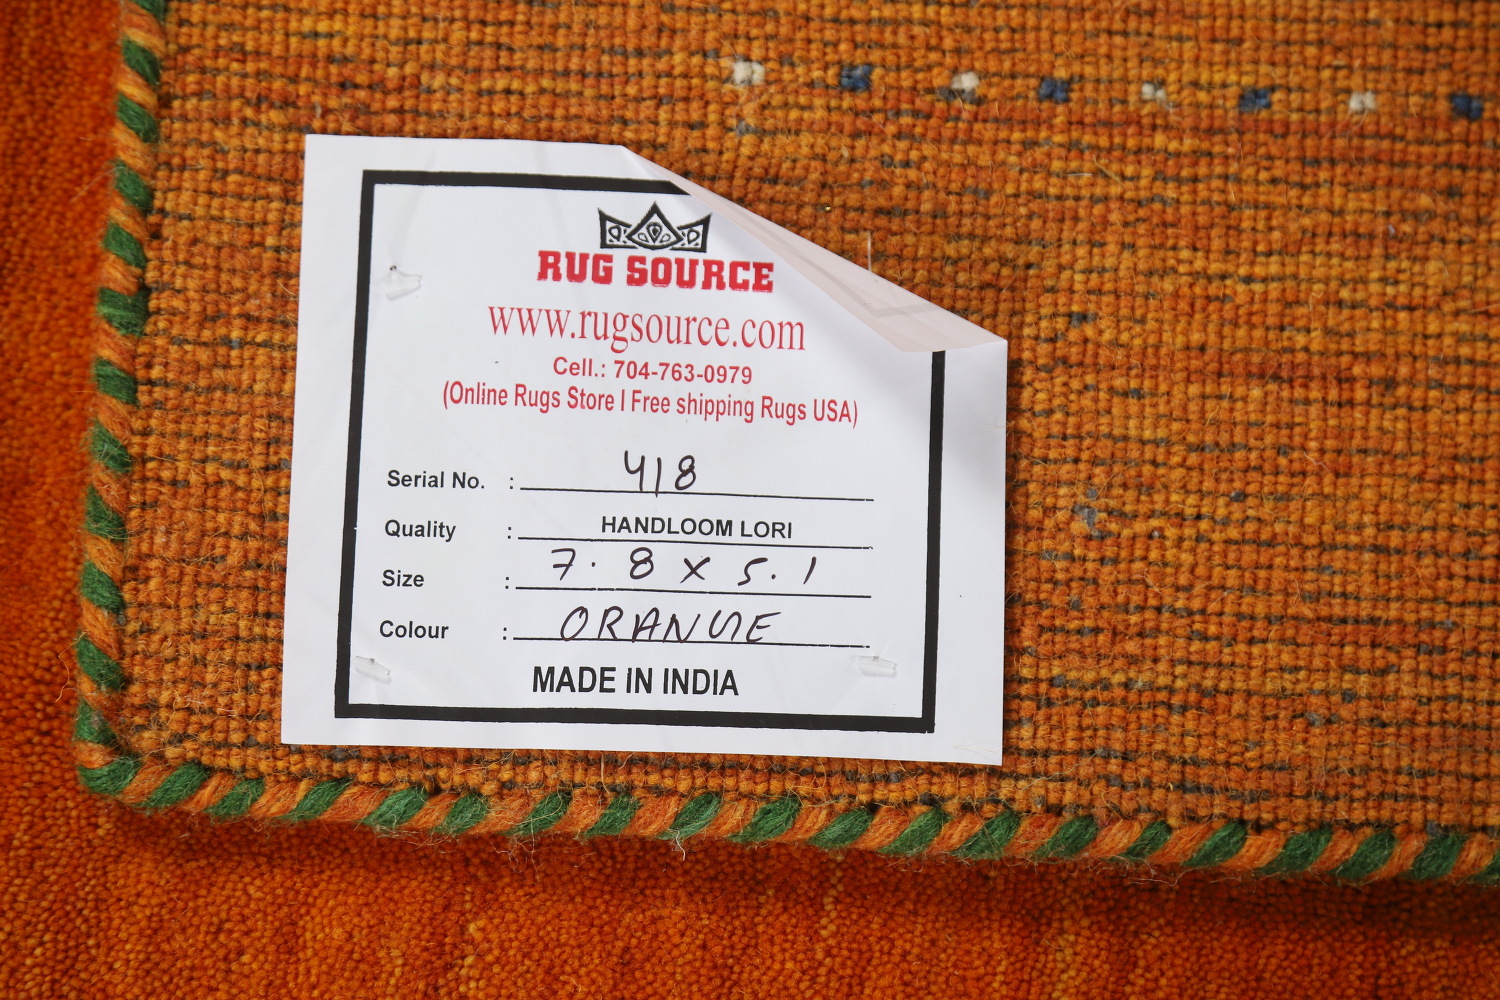 RUG SOURCE
www.rugsource.com
Cell.: 704-763-0979
(Online Rugs Store I Free shipping Rugs USA)
Serial No. : 418
Quality : HANDLOOM LORI
Size : 7.8 x 5.1
Colour : ORANGE
MADE IN INDIA